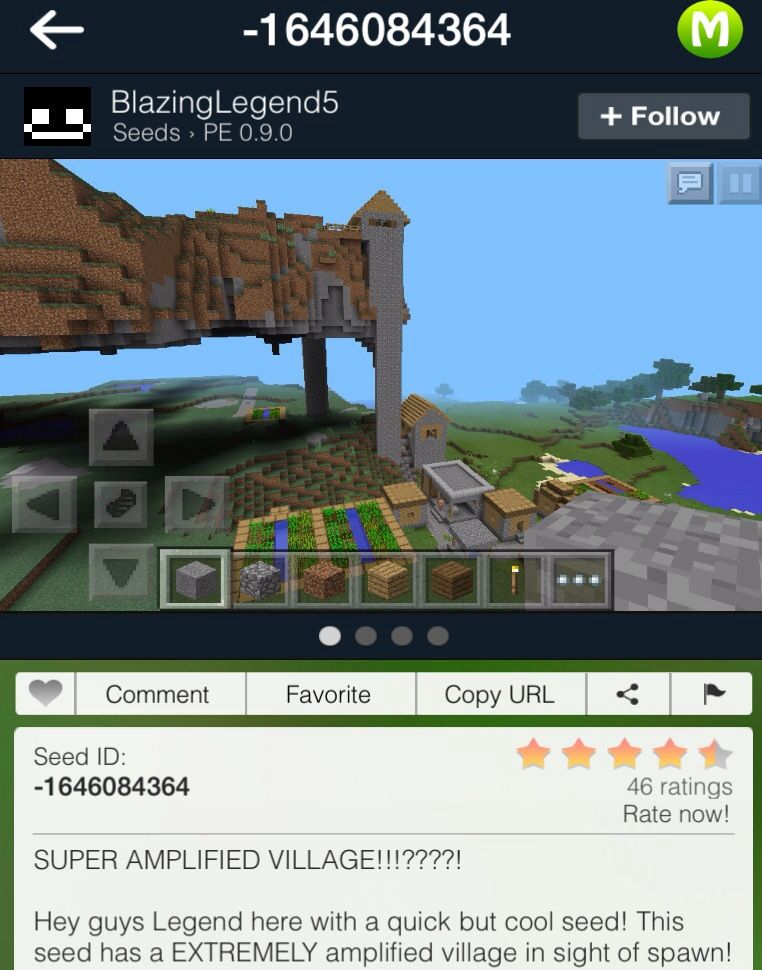 -1646084364
M
BlazingLegend5
Seeds › PE 0.9.0
+ Follow
Comment
Favorite
Copy URL
Seed ID:
-1646084364
46 ratings
Rate now!
SUPER AMPLIFIED VILLAGE!!!????!
Hey guys Legend here with a quick but cool seed! This
seed has a EXTREMELY amplified village in sight of spawn!